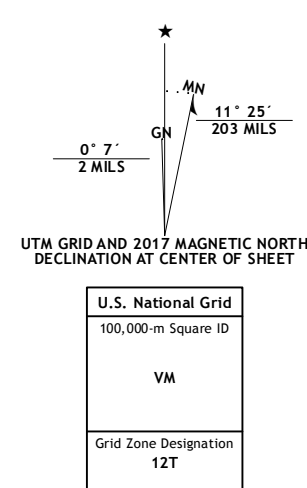 ★
MN
GN
11° 25´
203 MILS
0° 7´
2 MILS
UTM GRID AND 2017 MAGNETIC NORTH
DECLINATION AT CENTER OF SHEET
U.S. National Grid
100,000-m Square ID
VM
Grid Zone Designation
12T